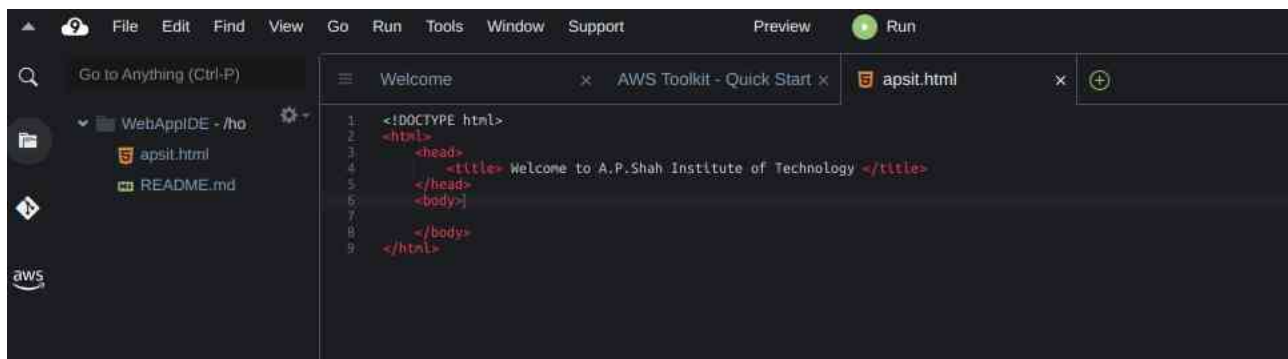 9 File Edit Find View Go Run Tools Window Support Preview Run
Go to Anything (Ctrl-P)
Welcome × AWS Toolkit - Quick Start × apsit.html ×
WebAppIDE - /ho
apsit.html
README.md
aws
1 <!DOCTYPE html>
2 <html>
3 <head>
4 <title> Welcome to A.P.Shah Institute of Technology </title>
5 </head>
6 <body>
7
8 </body>
9 </html>